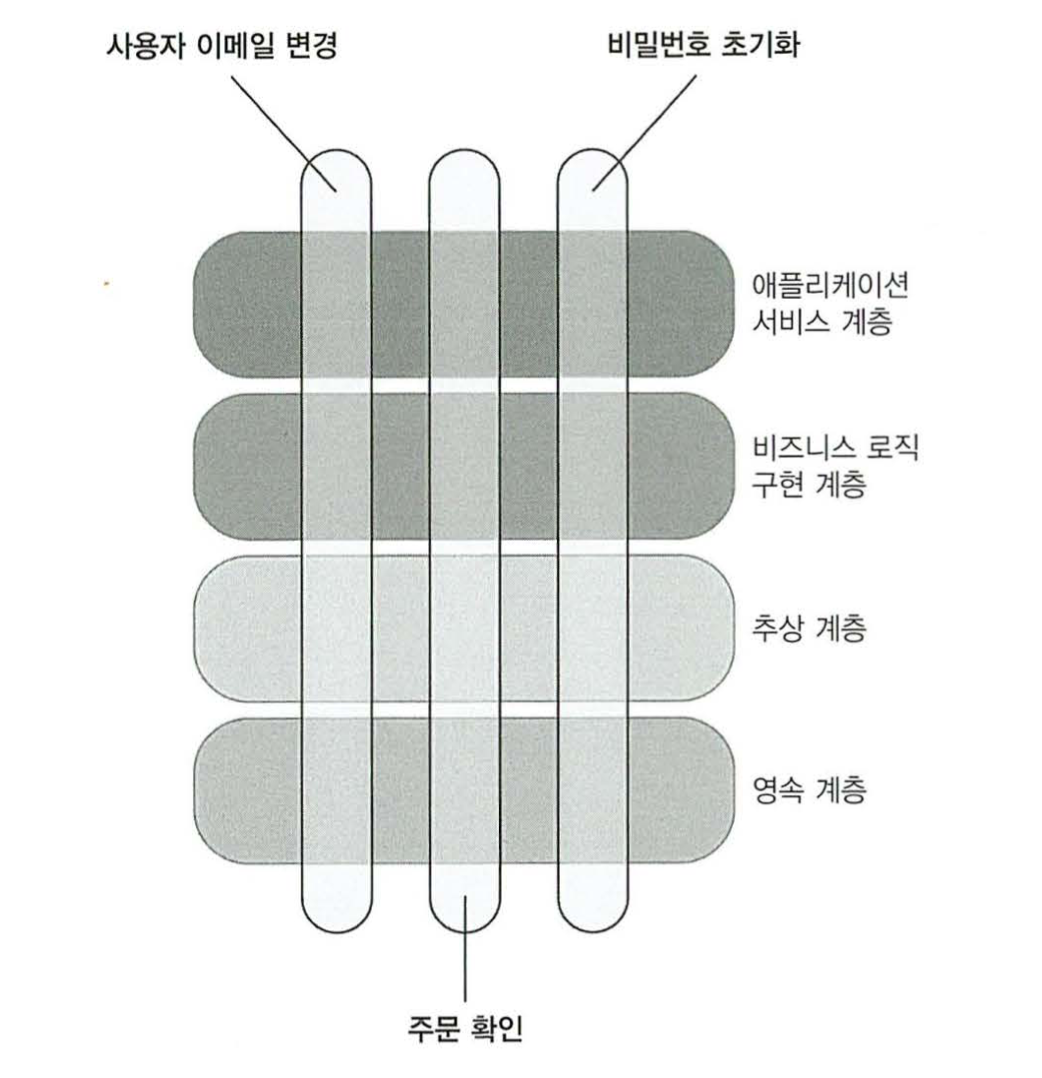 사용자 이메일 변경
비밀번호 초기화
애플리케이션
서비스 계층
비즈니스 로직
구현 계층
추상 계층
영속 계층
주문 확인